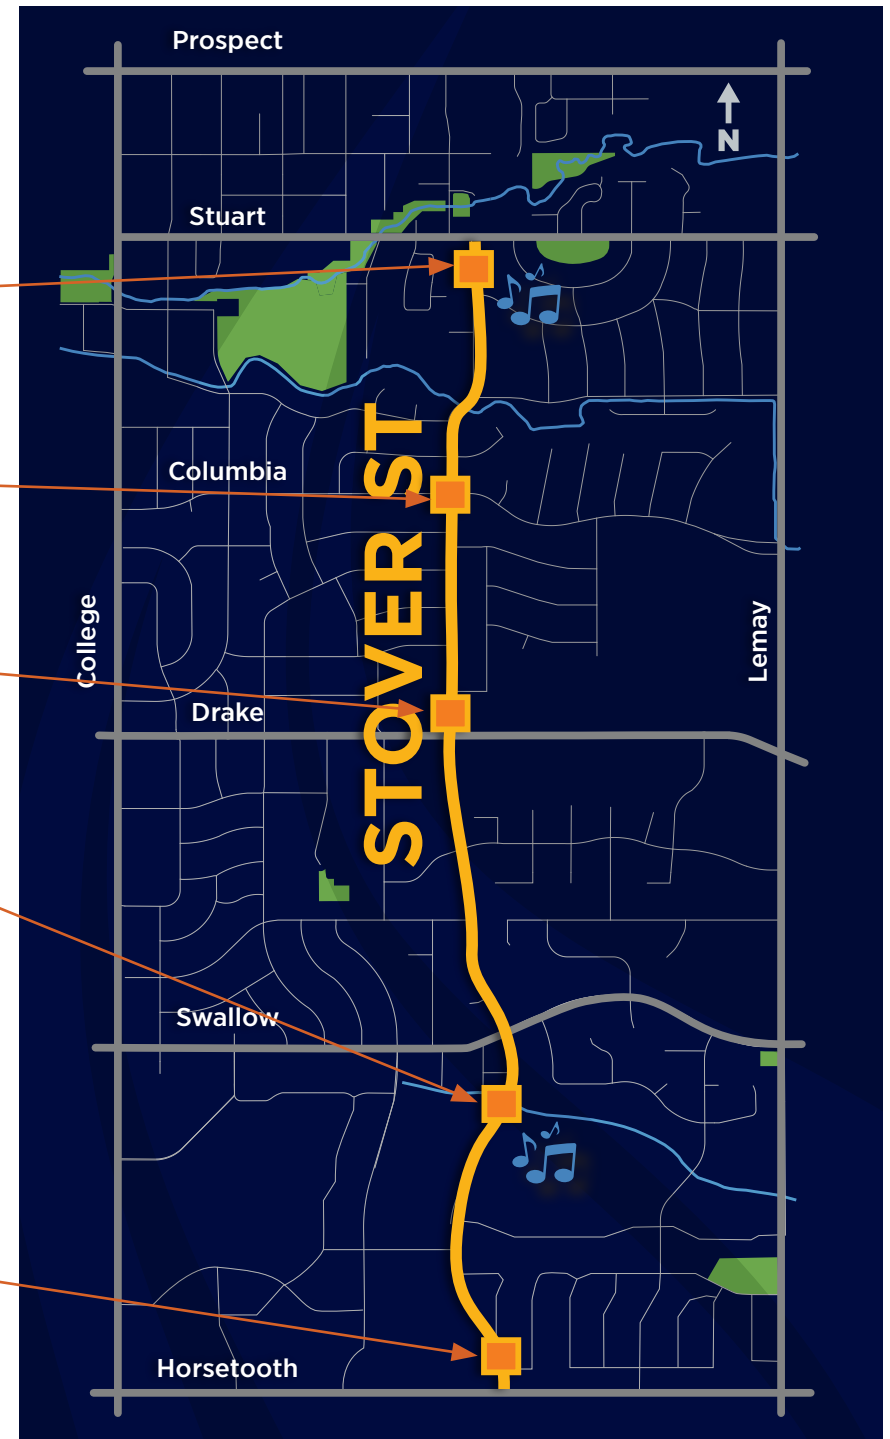 Prospect
N
Stuart
Columbia
STOVER ST
College
Lemay
Drake
Swallow
Horsetooth